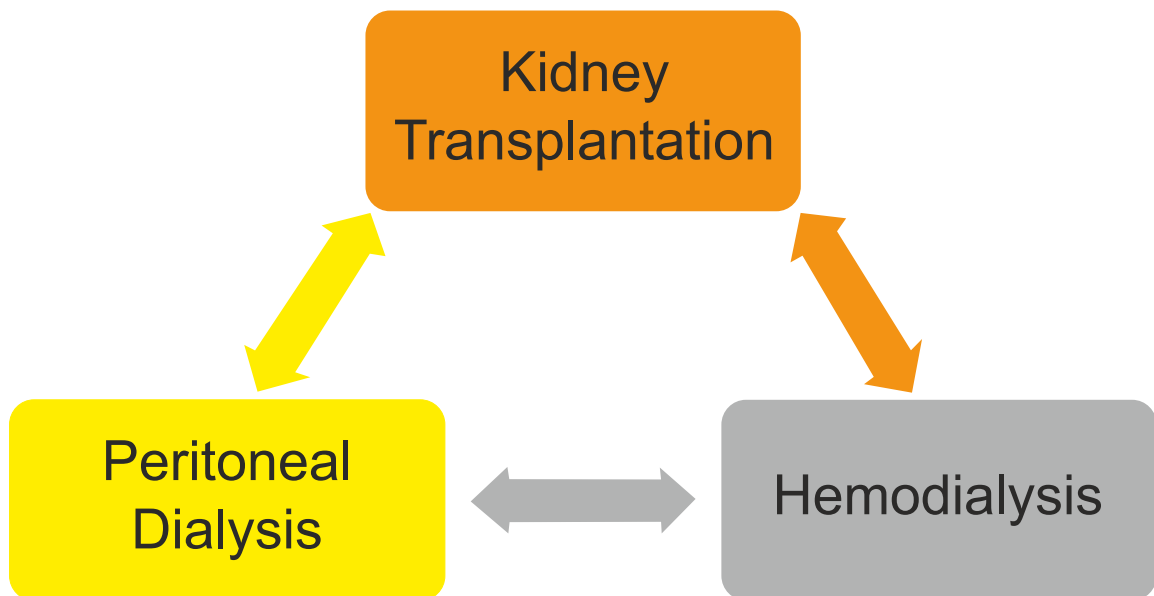 Kidney
Transplantation
Peritoneal
Dialysis
Hemodialysis